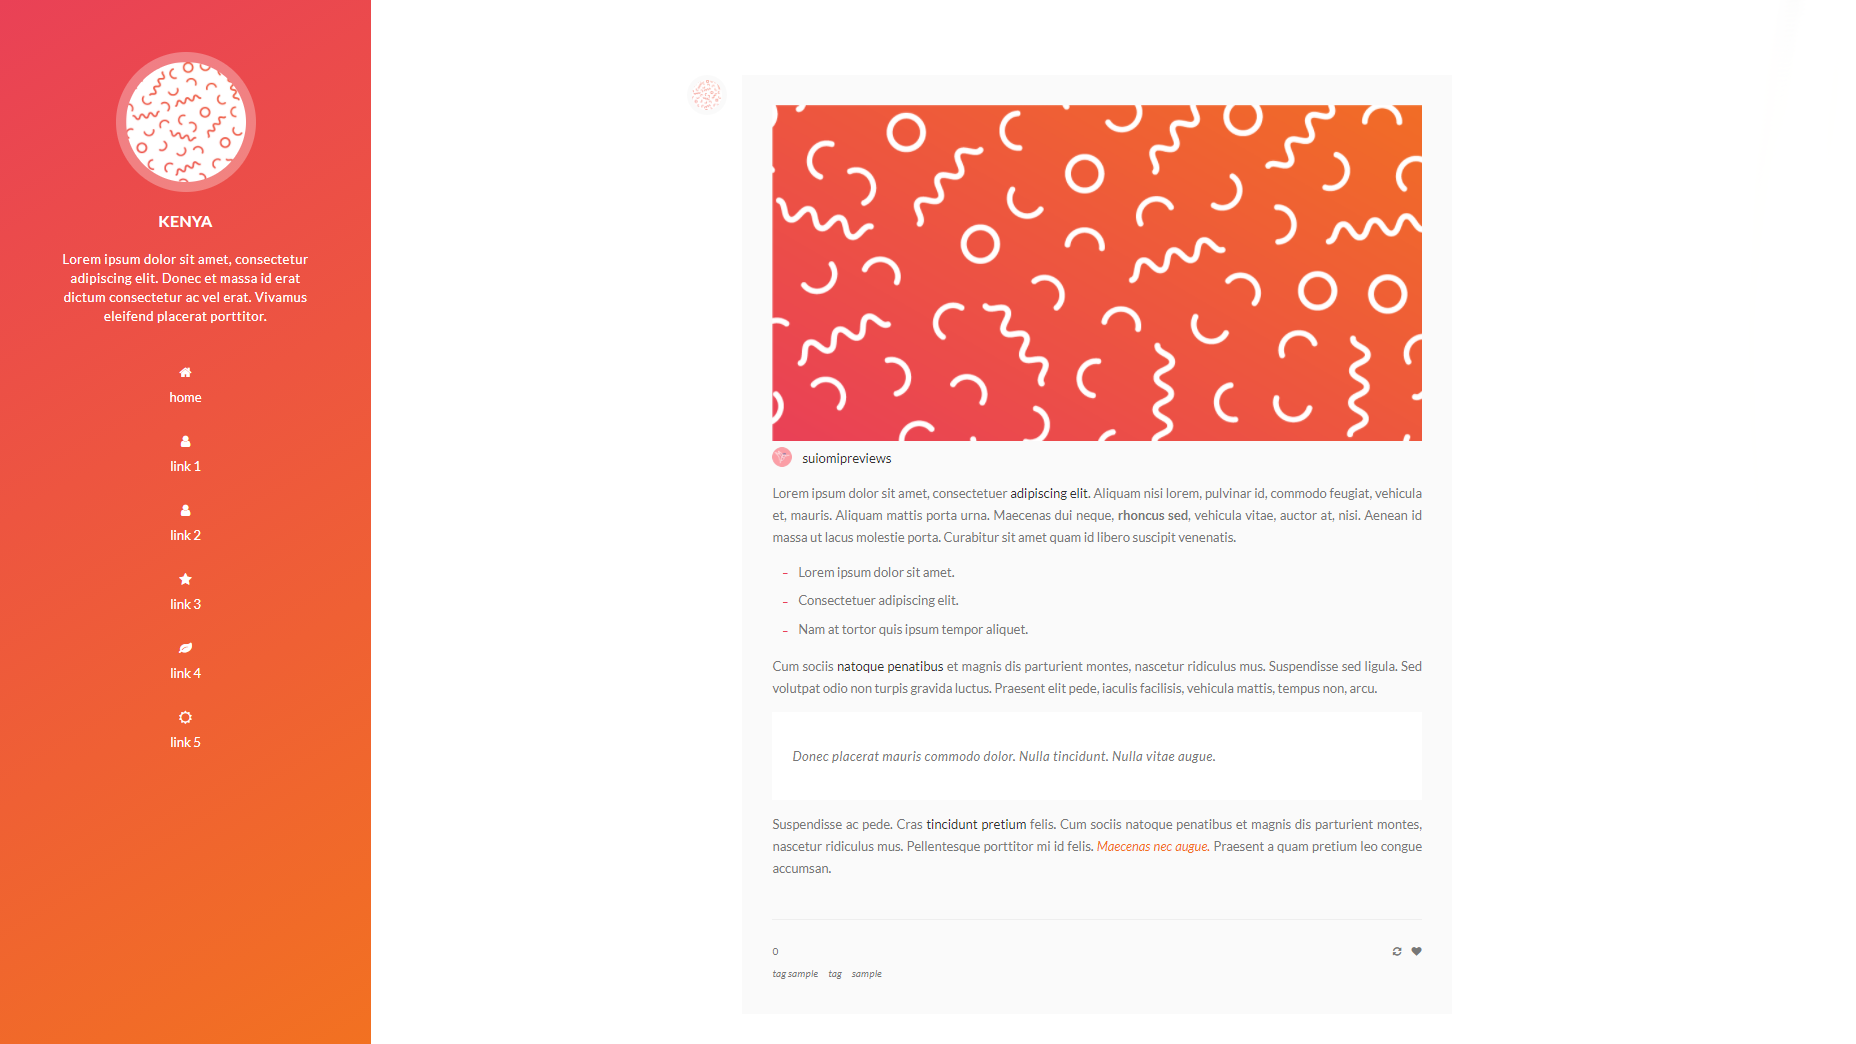 KENYA
Lorem ipsum dolor sit amet, consectetur
adipiscing elit. Donec et massa id erat
dictum consectetur ac vel erat. Vivamus
eleifend placerat porttitor.
home
link 1
link 2
link 3
link 4
link 5
suiomipreviews
Lorem ipsum dolor sit amet, consectetuer adipiscing elit. Aliquam nisi lorem, pulvinar id, commodo feugiat, vehicula
et, mauris. Aliquam mattis porta urna. Maecenas dui neque, rhoncus sed, vehicula vitae, auctor at, nisi. Aenean id
massa ut lacus molestie porta. Curabitur sit amet quam id libero suscipit venenatis.
– Lorem ipsum dolor sit amet.
– Consectetuer adipiscing elit.
– Nam at tortor quis ipsum tempor aliquet.
Cum sociis natoque penatibus et magnis dis parturient montes, nascetur ridiculus mus. Suspendisse sed ligula. Sed
volutpat odio non turpis gravida luctus. Praesent elit pede, iaculis facilisis, vehicula mattis, tempus non, arcu.
Donec placerat mauris commodo dolor. Nulla tincidunt. Nulla vitae augue.
Suspendisse ac pede. Cras tincidunt pretium felis. Cum sociis natoque penatibus et magnis dis parturient montes,
nascetur ridiculus mus. Pellentesque porttitor mi id felis. Maecenas nec augue. Praesent a quam pretium leo congue
accumsan.
0
tag sample tag sample